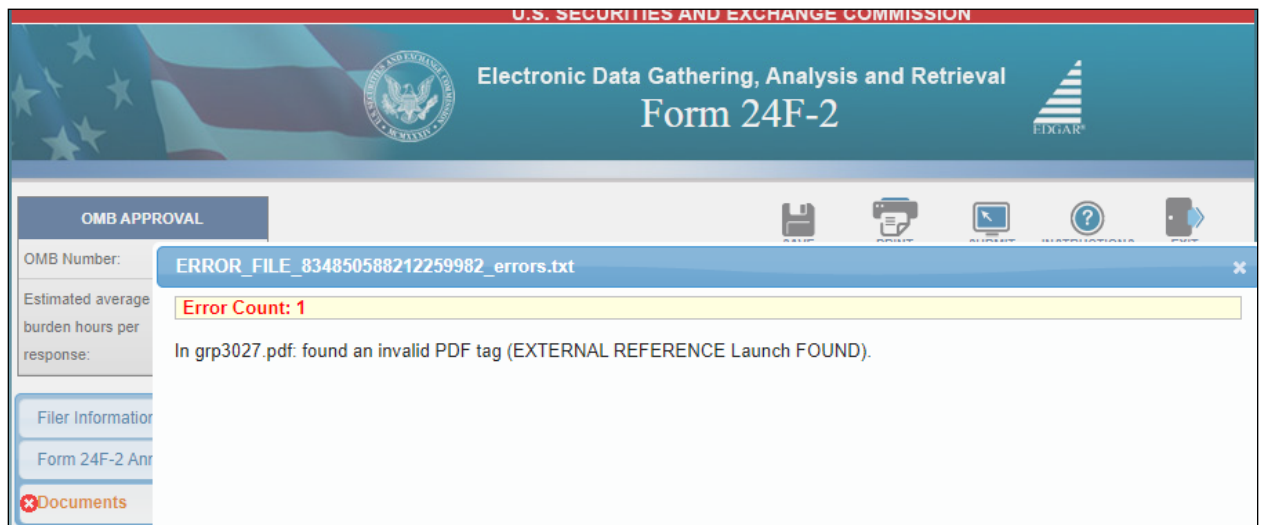 U.S. SECURITIES AND EXCHANGE COMMISSION
Electronic Data Gathering, Analysis and Retrieval
Form 24F-2
EDGAR®
OMB APPROVAL
OMB Number:
Estimated average
burden hours per
response:
ERROR_FILE_834850588212259982_errors.txt
Error Count: 1
In grp3027.pdf: found an invalid PDF tag (EXTERNAL REFERENCE Launch FOUND).
Filer Information
Form 24F-2 Anr
Documents